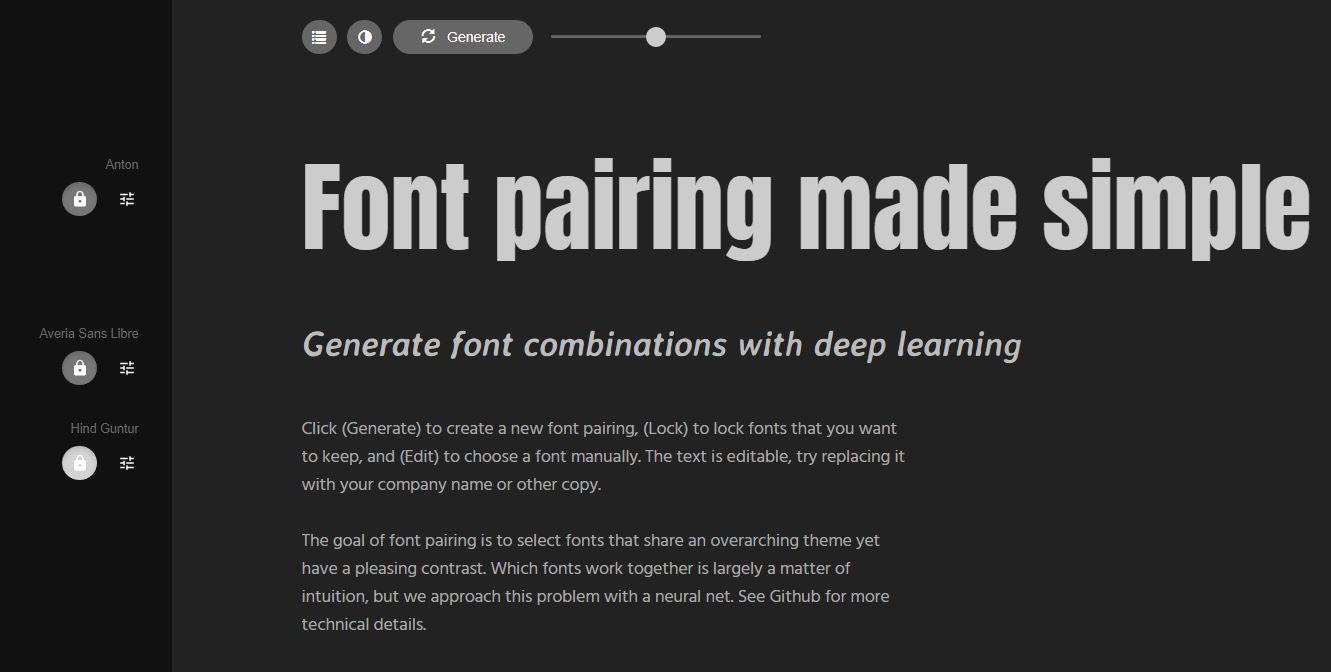 Generate
Anton
Font pairing made simple
Averia Sans Libre
Generate font combinations with deep learning
Hind Guntur
Click (Generate) to create a new font pairing, (Lock) to lock fonts that you want
to keep, and (Edit) to choose a font manually. The text is editable, try replacing it
with your company name or other copy.
The goal of font pairing is to select fonts that share an overarching theme yet
have a pleasing contrast. Which fonts work together is largely a matter of
intuition, but we approach this problem with a neural net. See Github for more
technical details.